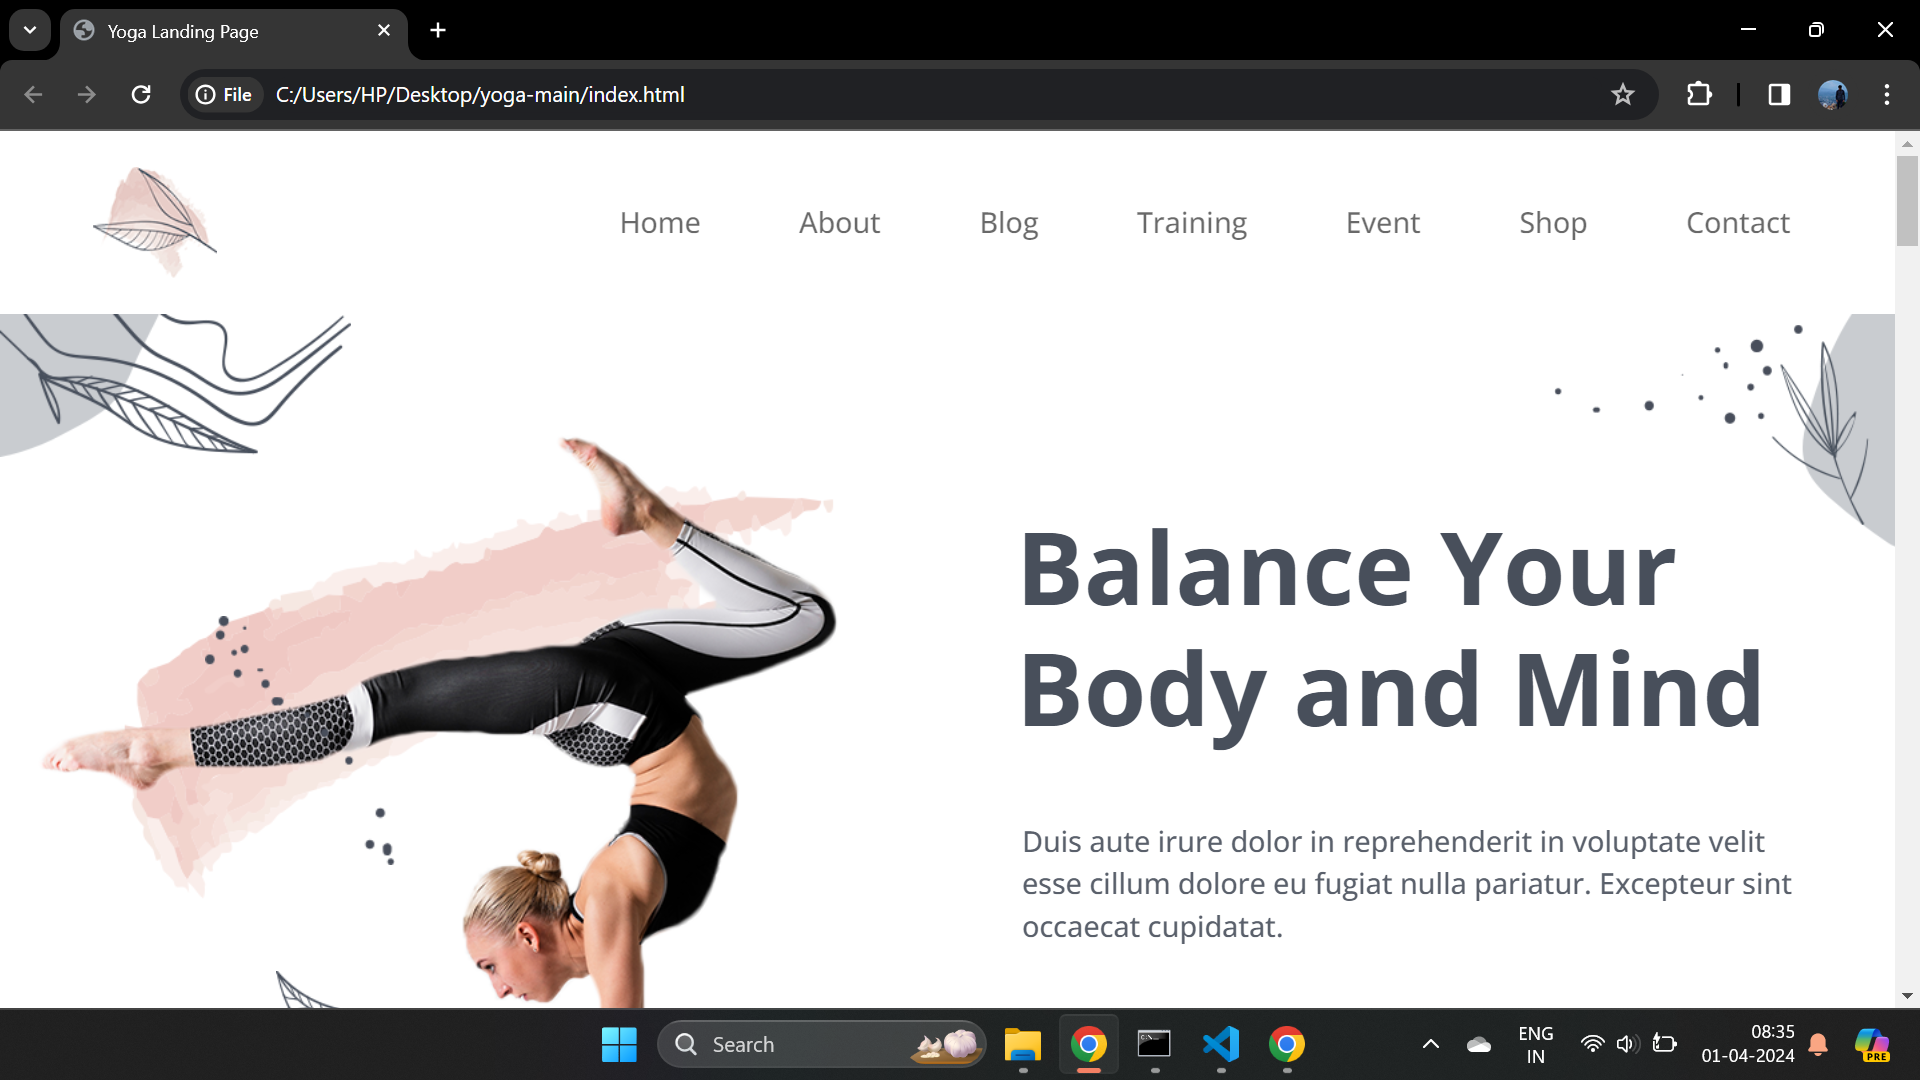 Yoga Landing Page
File C:/Users/HP/Desktop/yoga-main/index.html
Home About Blog Training Event Shop Contact
Balance Your
Body and Mind
Duis aute irure dolor in reprehenderit in voluptate velit
esse cillum dolore eu fugiat nulla pariatur. Excepteur sint
occaecat cupidatat.
Search
ENG
IN
08:35
01-04-2024
PRE